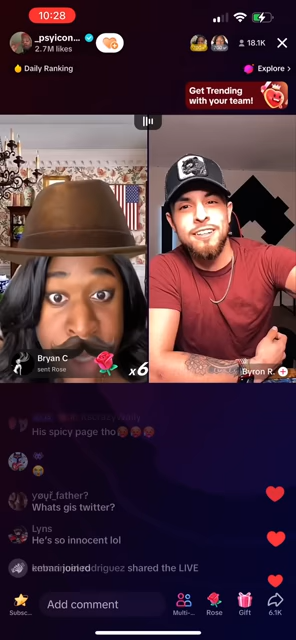 10:28
_psyicon...
2.7M likes
18.1K
Daily Ranking
Explore >
Get Trending
with your team!
Bryan C
sent Rose
x6
Byron R.
His spicy page tho
yøųř_father?
Whats gis twitter?
Lyns
He's so innocent lol
shared the LIVE
Subsc...
Add comment
Multi-...
Rose
Gift
6.1K